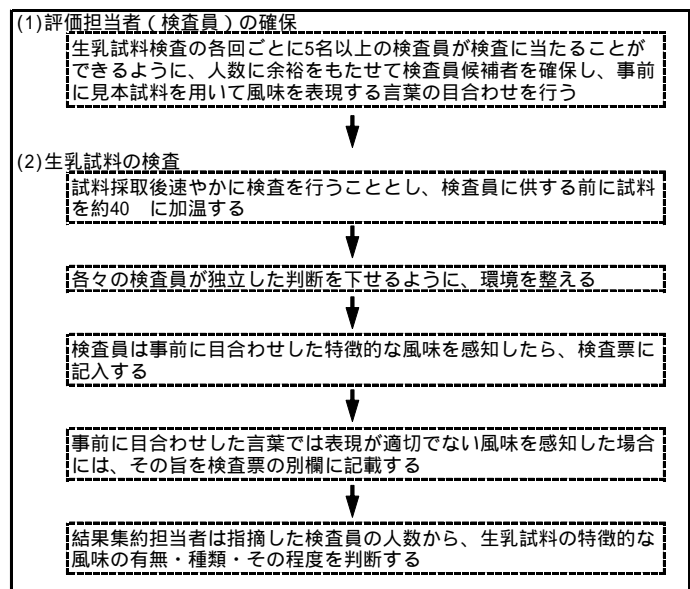 (1)評価担当者(検査員)の確保
生乳試料検査の各回ごとに5名以上の検査員が検査に当たることが
できるように、人数に余裕をもたせて検査員候補者を確保し、事前
に見本試料を用いて風味を表現する言葉の目合わせを行う
(2)生乳試料の検査
試料採取後速やかに検査を行うこととし、検査員に供する前に試料
を約40 に加温する
各々の検査員が独立した判断を下せるように、環境を整える
検査員は事前に目合わせした特徴的な風味を感知したら、検査票に
記入する
事前に目合わせした言葉では表現が適切でない風味を感知した場合
には、その旨を検査票の別欄に記載する
結果集約担当者は指摘した検査員の人数から、生乳試料の特徴的な
風味の有無・種類・その程度を判断する